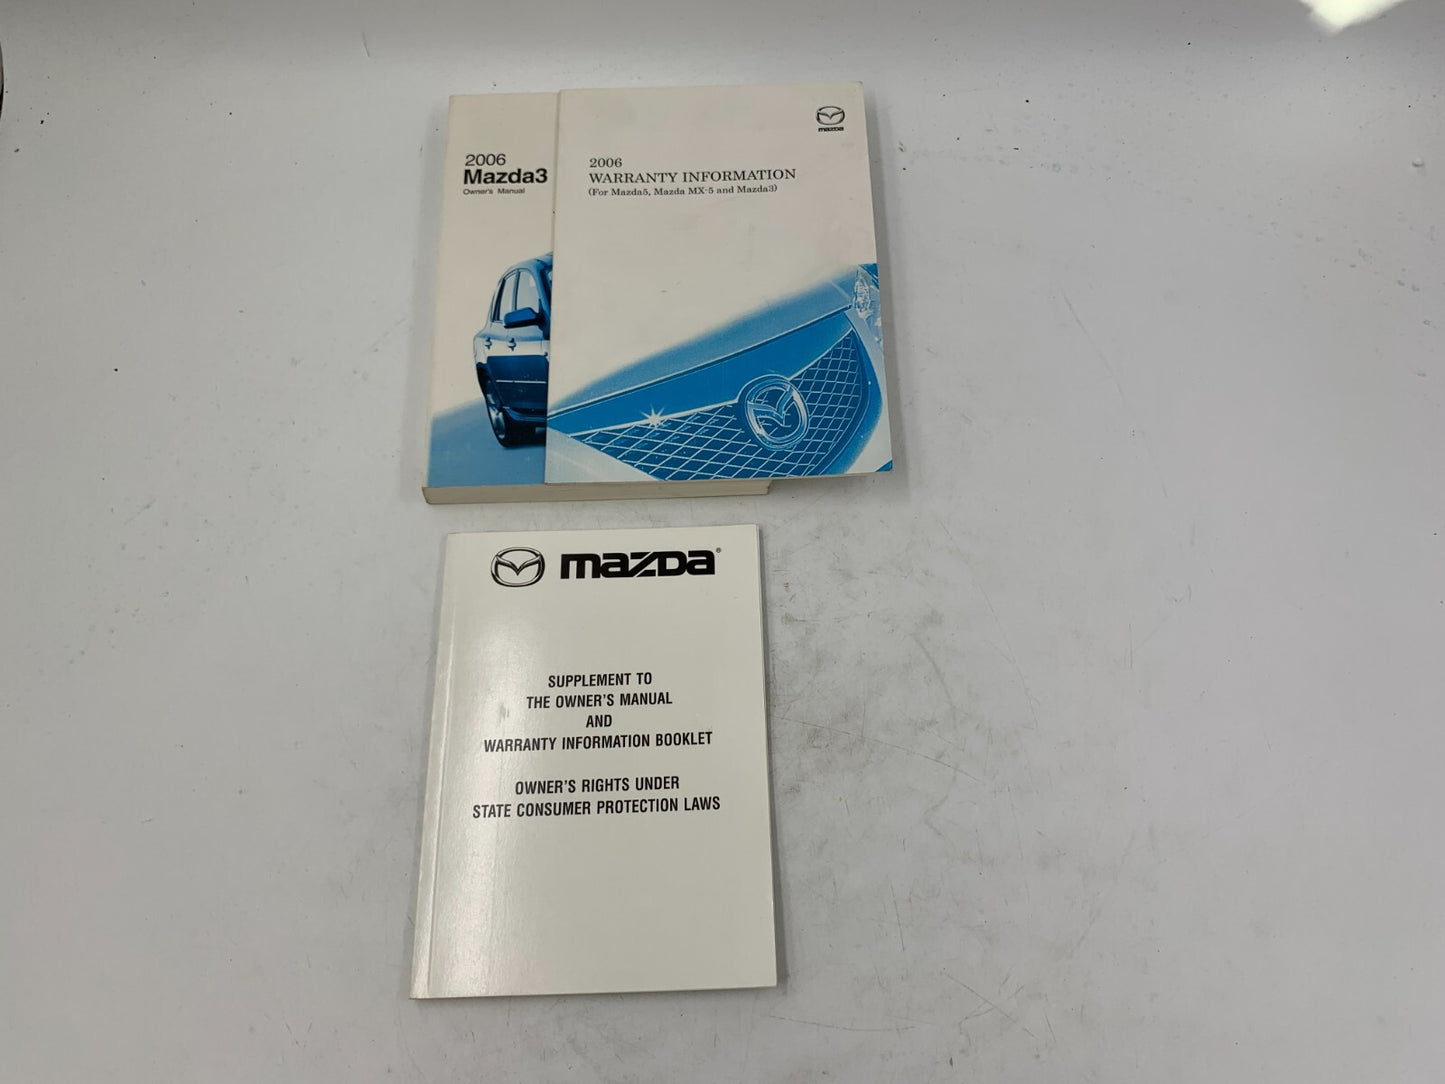 2006
Mazda3
Owner's Manual
mazda
2006
WARRANTY INFORMATION
(For Mazda5, Mazda MX-5 and Mazda3)
mazda®
SUPPLEMENT TO
THE OWNER'S MANUAL
AND
WARRANTY INFORMATION BOOKLET
OWNER'S RIGHTS UNDER
STATE CONSUMER PROTECTION LAWS